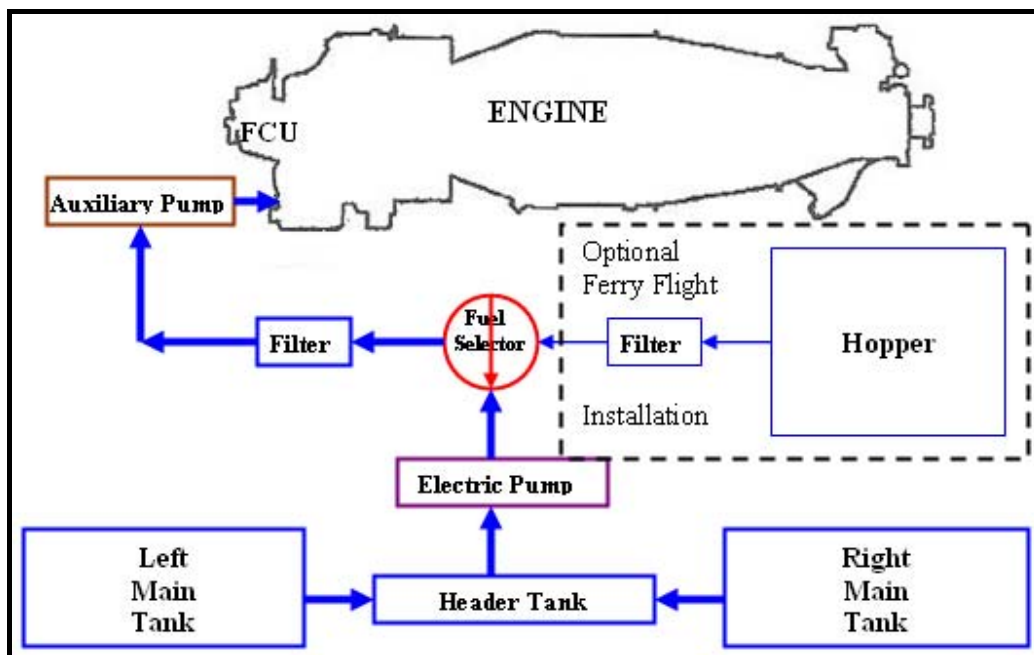 ENGINE
FCU
Auxiliary Pump
Optional
Ferry Flight
Fuel
Selector
Filter
Filter
Hopper
Installation
Electric Pump
Left
Main
Tank
Header Tank
Right
Main
Tank